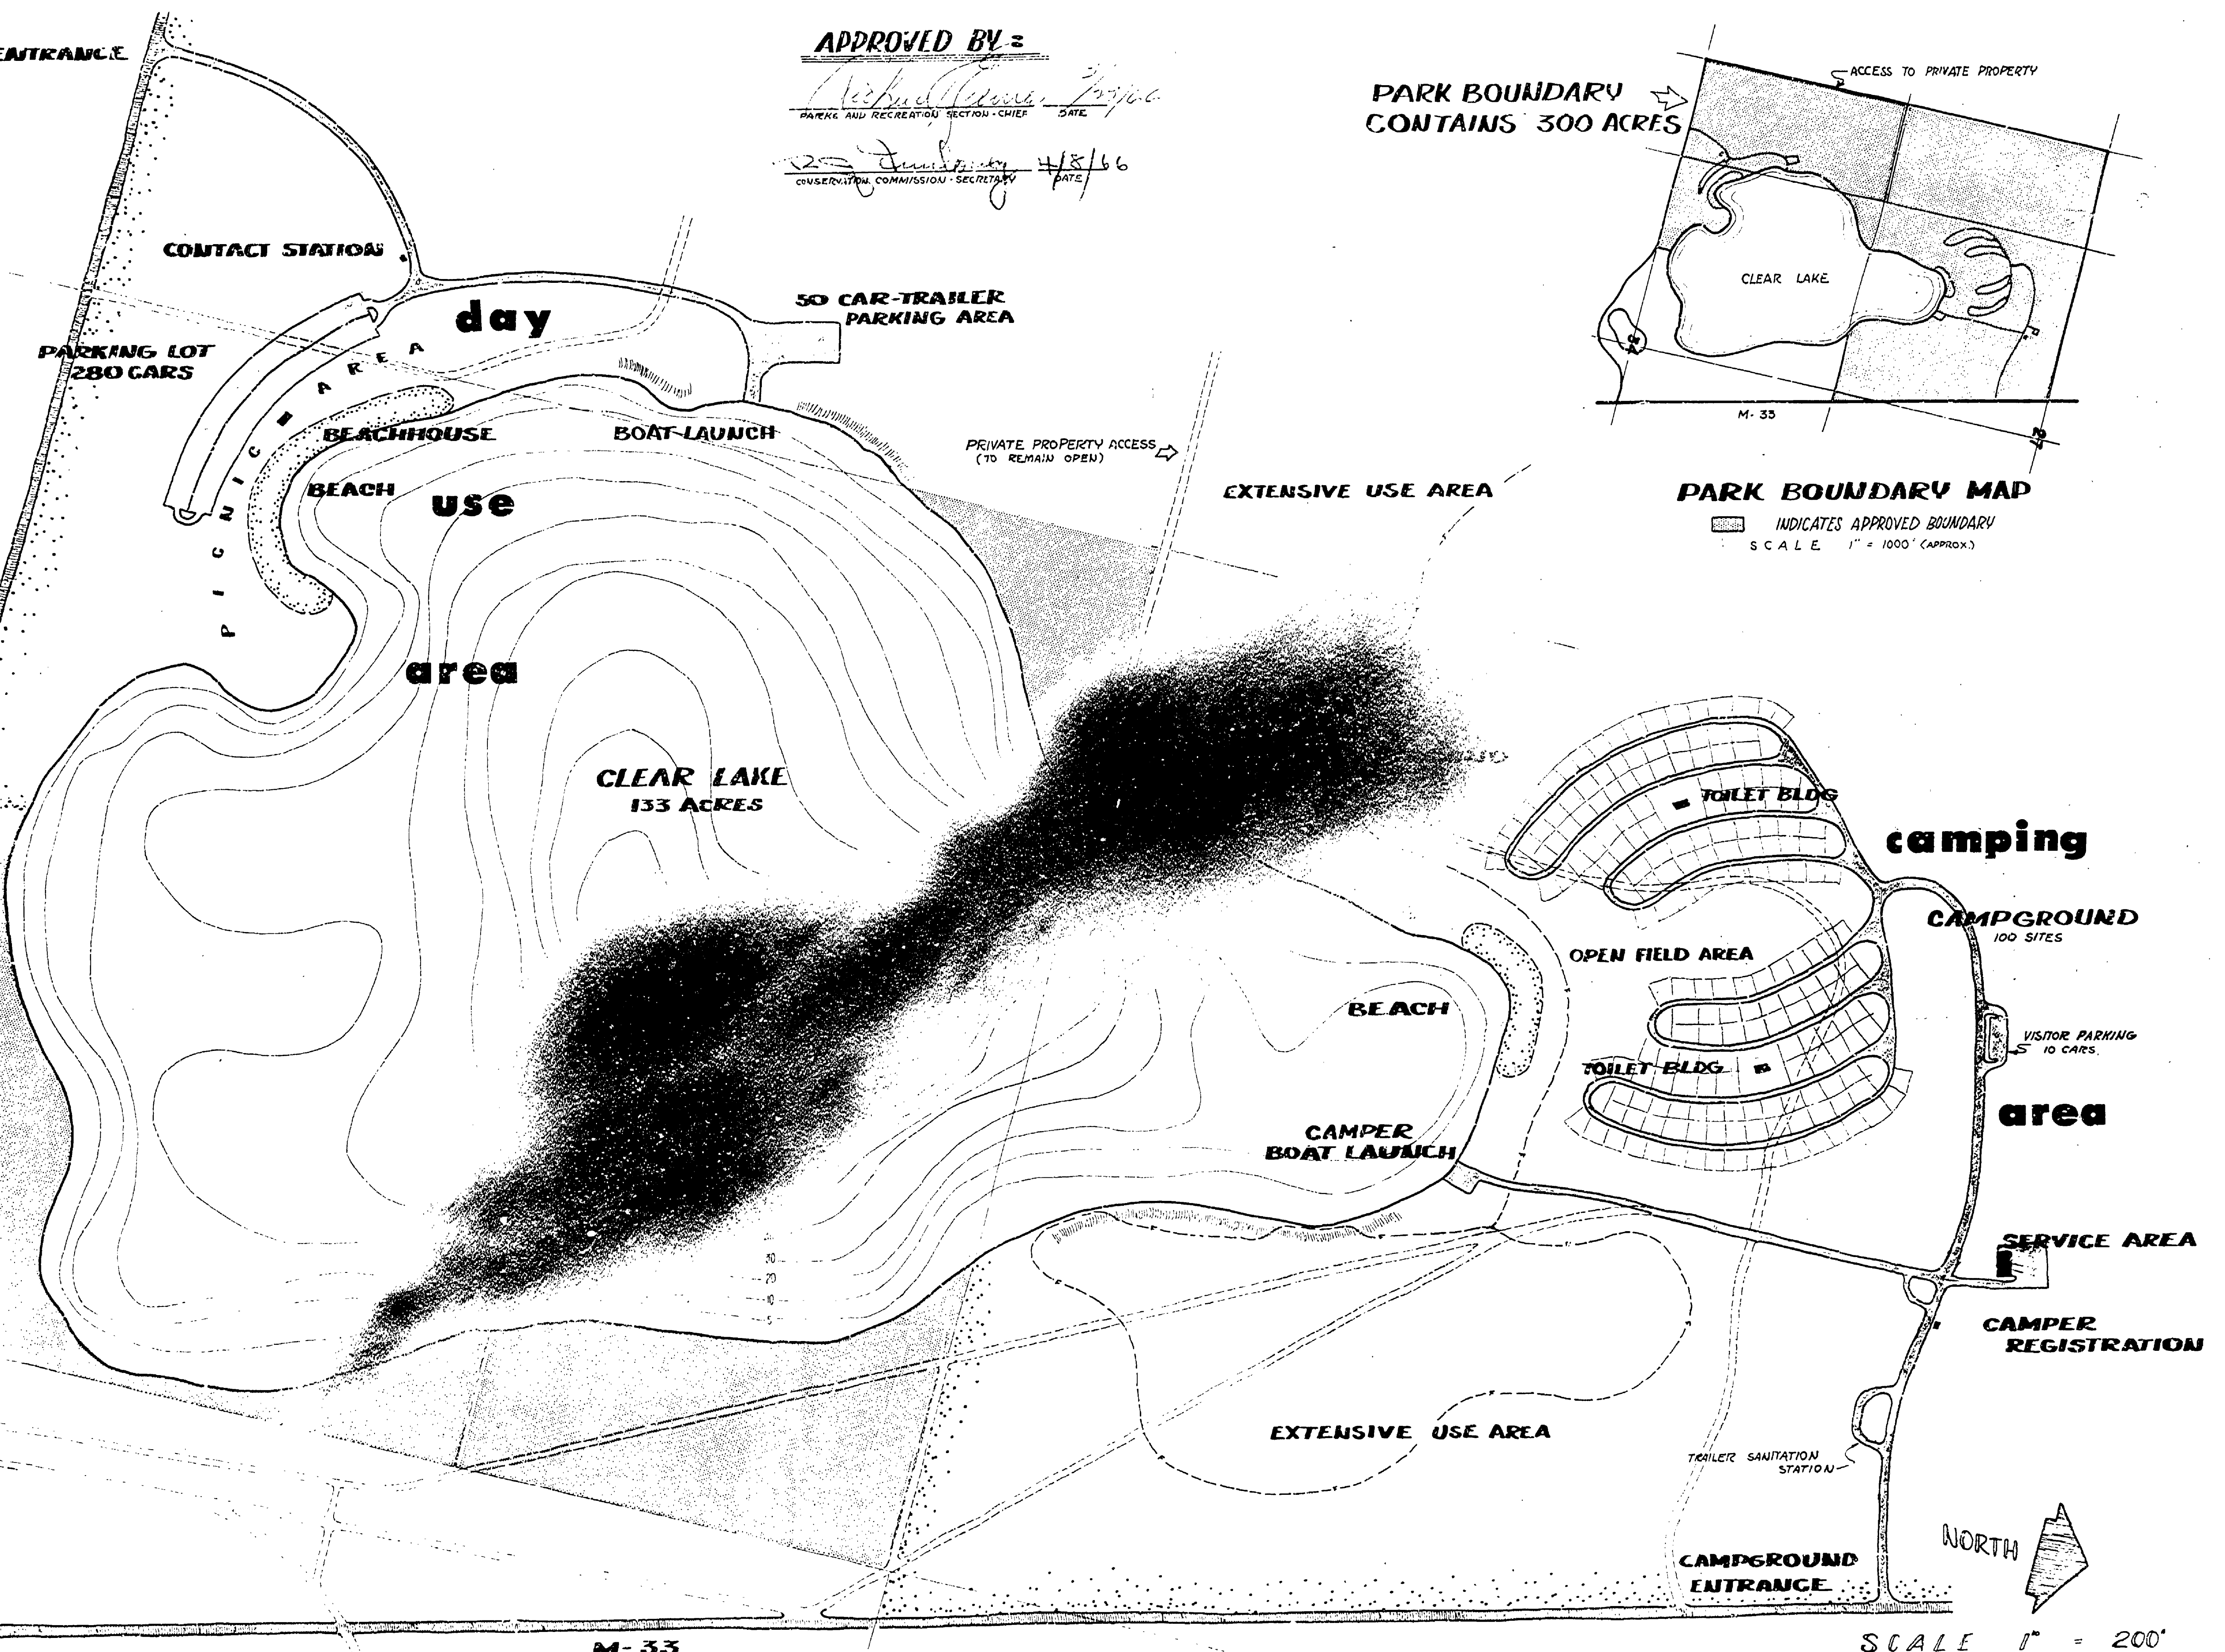 ENTRANCE
APPROVED BY:
PARKS AND RECREATION SECTION - CHIEF DATE
4/8/66
CONSERVATION COMMISSION - SECRETARY DATE
PARK BOUNDARY
CONTAINS 300 ACRES
ACCESS TO PRIVATE PROPERTY
CLEAR LAKE
M-33
PARK BOUNDARY MAP
INDICATES APPROVED BOUNDARY
SCALE 1" = 1000' (APPROX.)
CONTACT STATION
day
50 CAR-TRAILER
PARKING AREA
PARKING LOT
280 CARS
PICNIC AREA
BEACHHOUSE
BOAT LAUNCH
PRIVATE PROPERTY ACCESS
(TO REMAIN OPEN)
EXTENSIVE USE AREA
BEACH
use
area
CLEAR LAKE
133 ACRES
TOILET BLDG
camping
CAMPGROUND
100 SITES
OPEN FIELD AREA
BEACH
VISITOR PARKING
10 CARS.
TOILET BLDG
area
CAMPER
BOAT LAUNCH
SERVICE AREA
30
20
10
5
CAMPER
REGISTRATION
EXTENSIVE USE AREA
TRAILER SANITATION
STATION
NORTH
CAMPGROUND
ENTRANCE
M-33
SCALE 1" = 200'